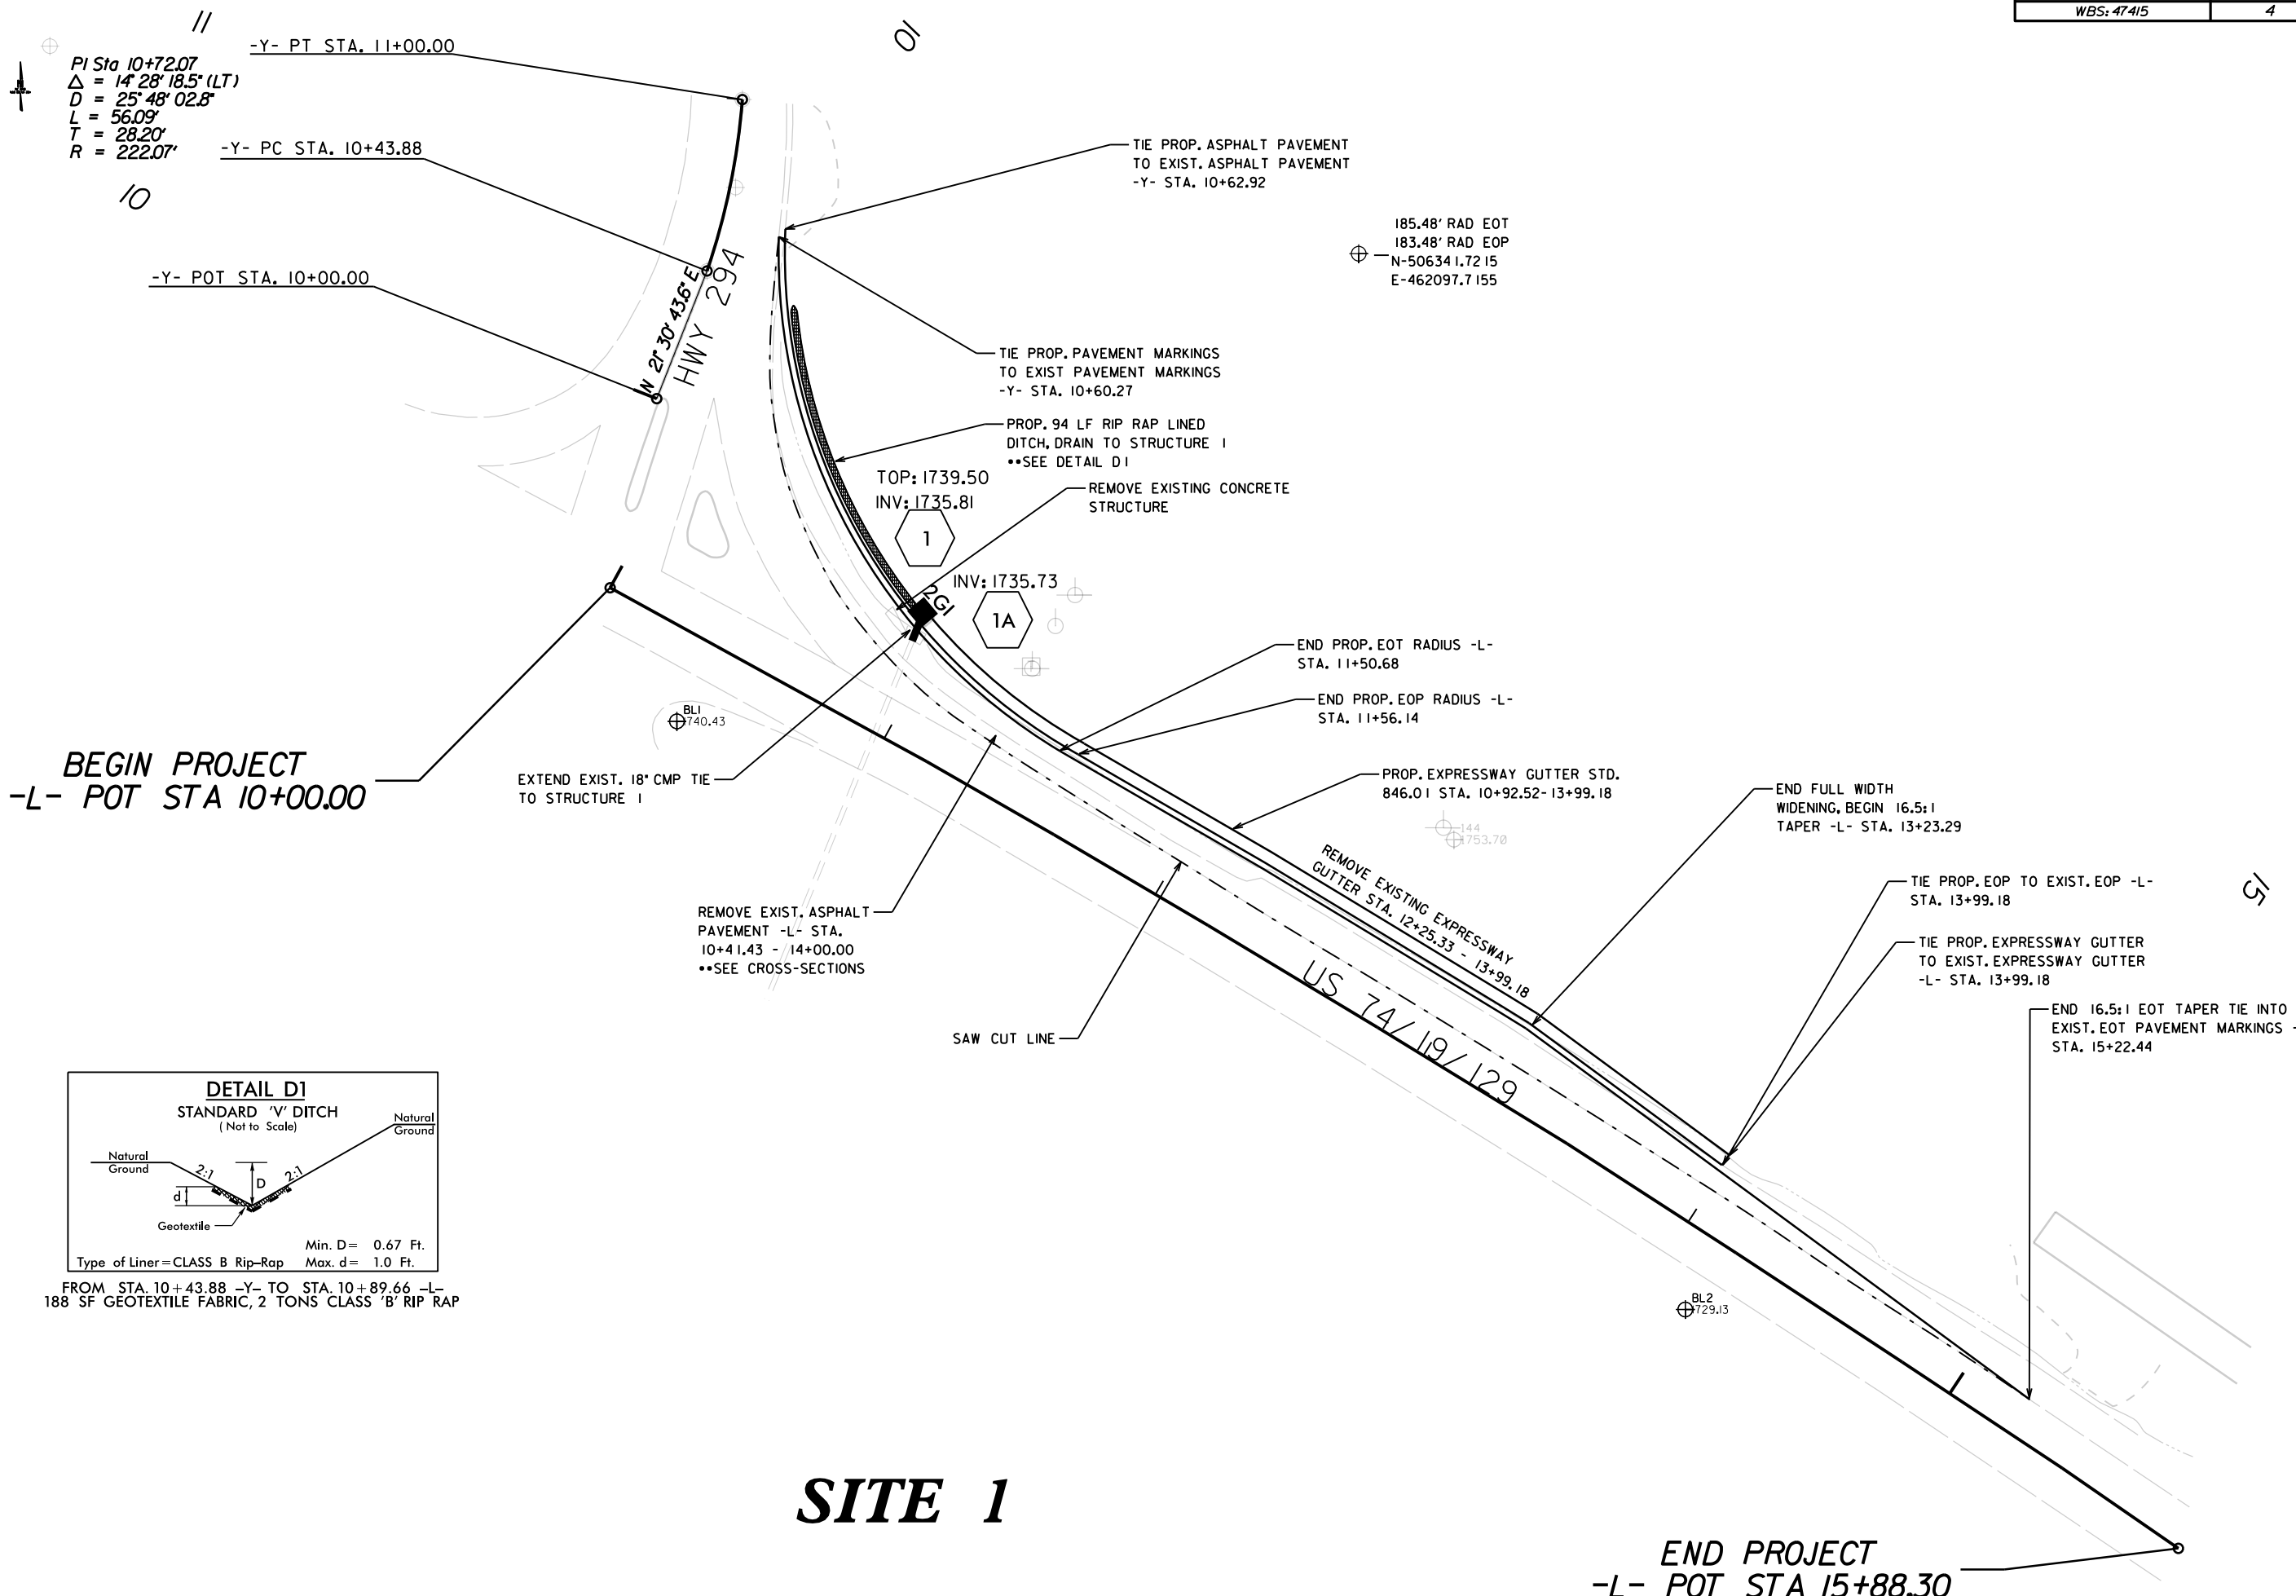 WBS: 47415 4
11
10
-Y- PT STA. 11+00.00
PI Sta 10+72.07
Δ = 14° 28' 18.5" (LT)
D = 25° 48' 02.8"
L = 56.09'
T = 28.20'
R = 222.07'
-Y- PC STA. 10+43.88
10
-Y- POT STA. 10+00.00
N 21° 30' 43.6" E
HWY 294
TIE PROP. ASPHALT PAVEMENT
TO EXIST. ASPHALT PAVEMENT
-Y- STA. 10+62.92
185.48' RAD EOT
183.48' RAD EOP
N-506341.7215
E-462097.7155
TIE PROP. PAVEMENT MARKINGS
TO EXIST PAVEMENT MARKINGS
-Y- STA. 10+60.27
PROP. 94 LF RIP RAP LINED
DITCH, DRAIN TO STRUCTURE 1
**SEE DETAIL D1
TOP: 1739.50
INV: 1735.81
1
REMOVE EXISTING CONCRETE
STRUCTURE
INV: 1735.73
2GI
1A
END PROP. EOT RADIUS -L-
STA. 11+50.68
END PROP. EOP RADIUS -L-
STA. 11+56.14
BL1
740.43
BEGIN PROJECT
-L- POT STA 10+00.00
EXTEND EXIST. 18" CMP TIE
TO STRUCTURE 1
PROP. EXPRESSWAY GUTTER STD.
846.01 STA. 10+92.52-13+99.18
END FULL WIDTH
WIDENING, BEGIN 16.5:1
TAPER -L- STA. 13+23.29
144
1753.70
REMOVE EXISTING EXPRESSWAY
GUTTER STA. 12+25.33 - 13+99.18
TIE PROP. EOP TO EXIST. EOP -L-
STA. 13+99.18
15
REMOVE EXIST. ASPHALT
PAVEMENT -L- STA.
10+41.43 - 14+00.00
**SEE CROSS-SECTIONS
TIE PROP. EXPRESSWAY GUTTER
TO EXIST. EXPRESSWAY GUTTER
-L- STA. 13+99.18
US 74/19/129
SAW CUT LINE
END 16.5:1 EOT TAPER TIE INTO
EXIST. EOT PAVEMENT MARKINGS -
STA. 15+22.44
DETAIL D1
STANDARD 'V' DITCH
( Not to Scale)
Natural
Ground
Natural
Ground
2:1
D
2:1
d
Geotextile
Min. D= 0.67 Ft.
Type of Liner=CLASS B Rip-Rap Max. d= 1.0 Ft.
FROM STA. 10+43.88 -Y- TO STA. 10+89.66 -L-
188 SF GEOTEXTILE FABRIC, 2 TONS CLASS 'B' RIP RAP
BL2
729.13
SITE 1
END PROJECT
-L- POT STA 15+88.30